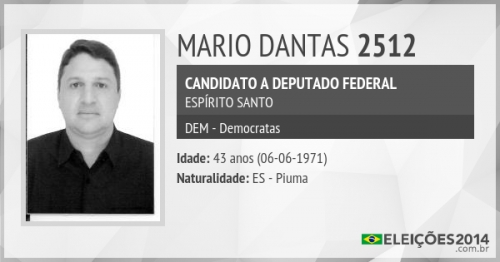 MARIO DANTAS 2512
CANDIDATO A DEPUTADO FEDERAL
ESPÍRITO SANTO
DEM - Democratas
Idade: 43 anos (06-06-1971)
Naturalidade: ES - Piuma
ELEIÇÕES2014
.com.br